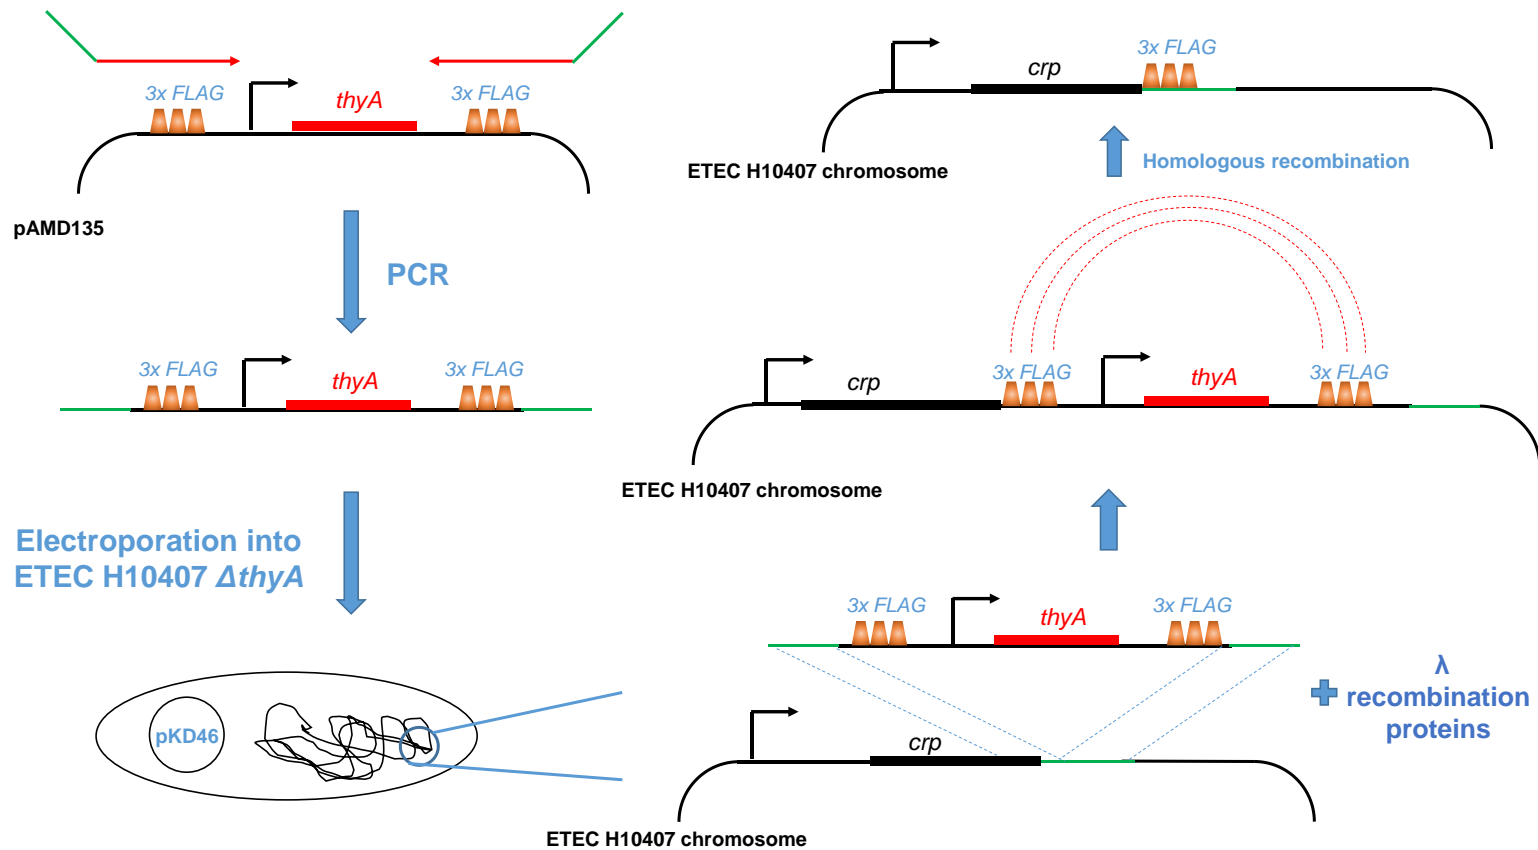 3x FLAG
thyA
3x FLAG
pAMD135
PCR
3x FLAG
thyA
3x FLAG
Electroporation into
ETEC H10407 ΔthyA
pKD46
3x FLAG
crp
ETEC H10407 chromosome
Homologous recombination
3x FLAG
crp
thyA
3x FLAG
ETEC H10407 chromosome
3x FLAG
thyA
3x FLAG
λ
recombination
proteins
crp
ETEC H10407 chromosome